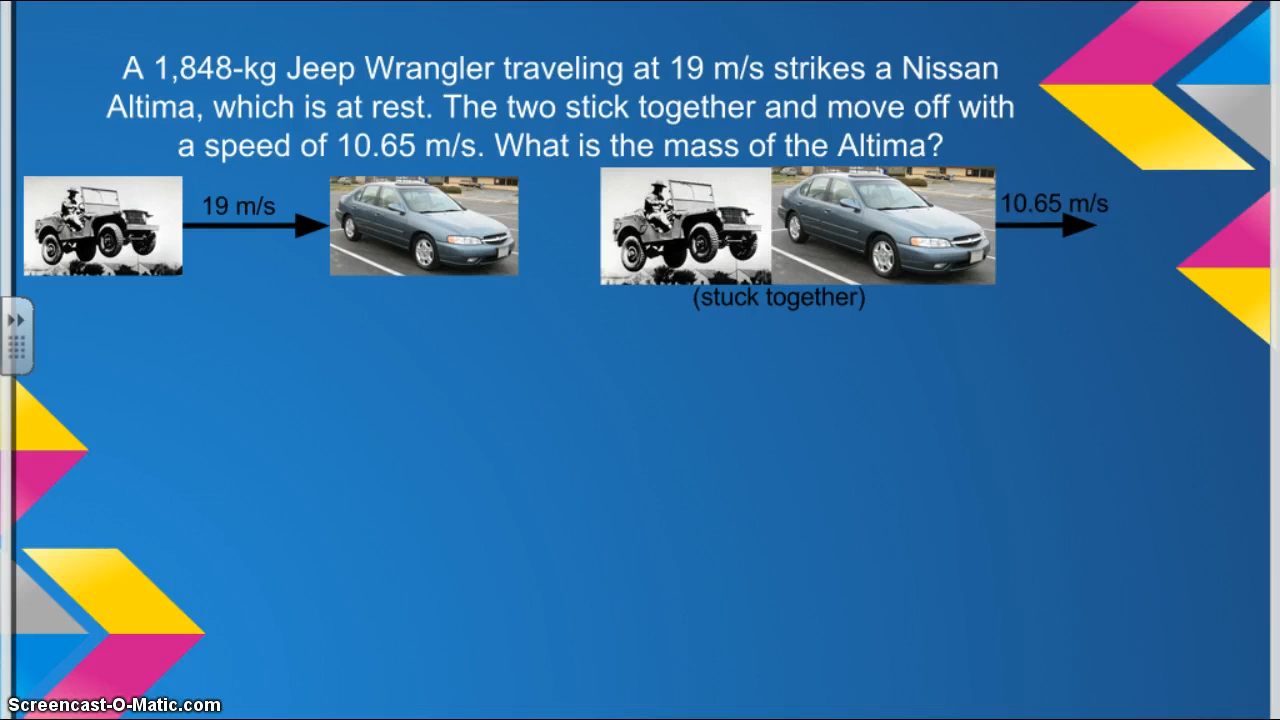 A 1,848-kg Jeep Wrangler traveling at 19 m/s strikes a Nissan
Altima, which is at rest. The two stick together and move off with
a speed of 10.65 m/s. What is the mass of the Altima?
19 m/s
10.65 m/s
(stuck together)
Screencast-O-Matic.com